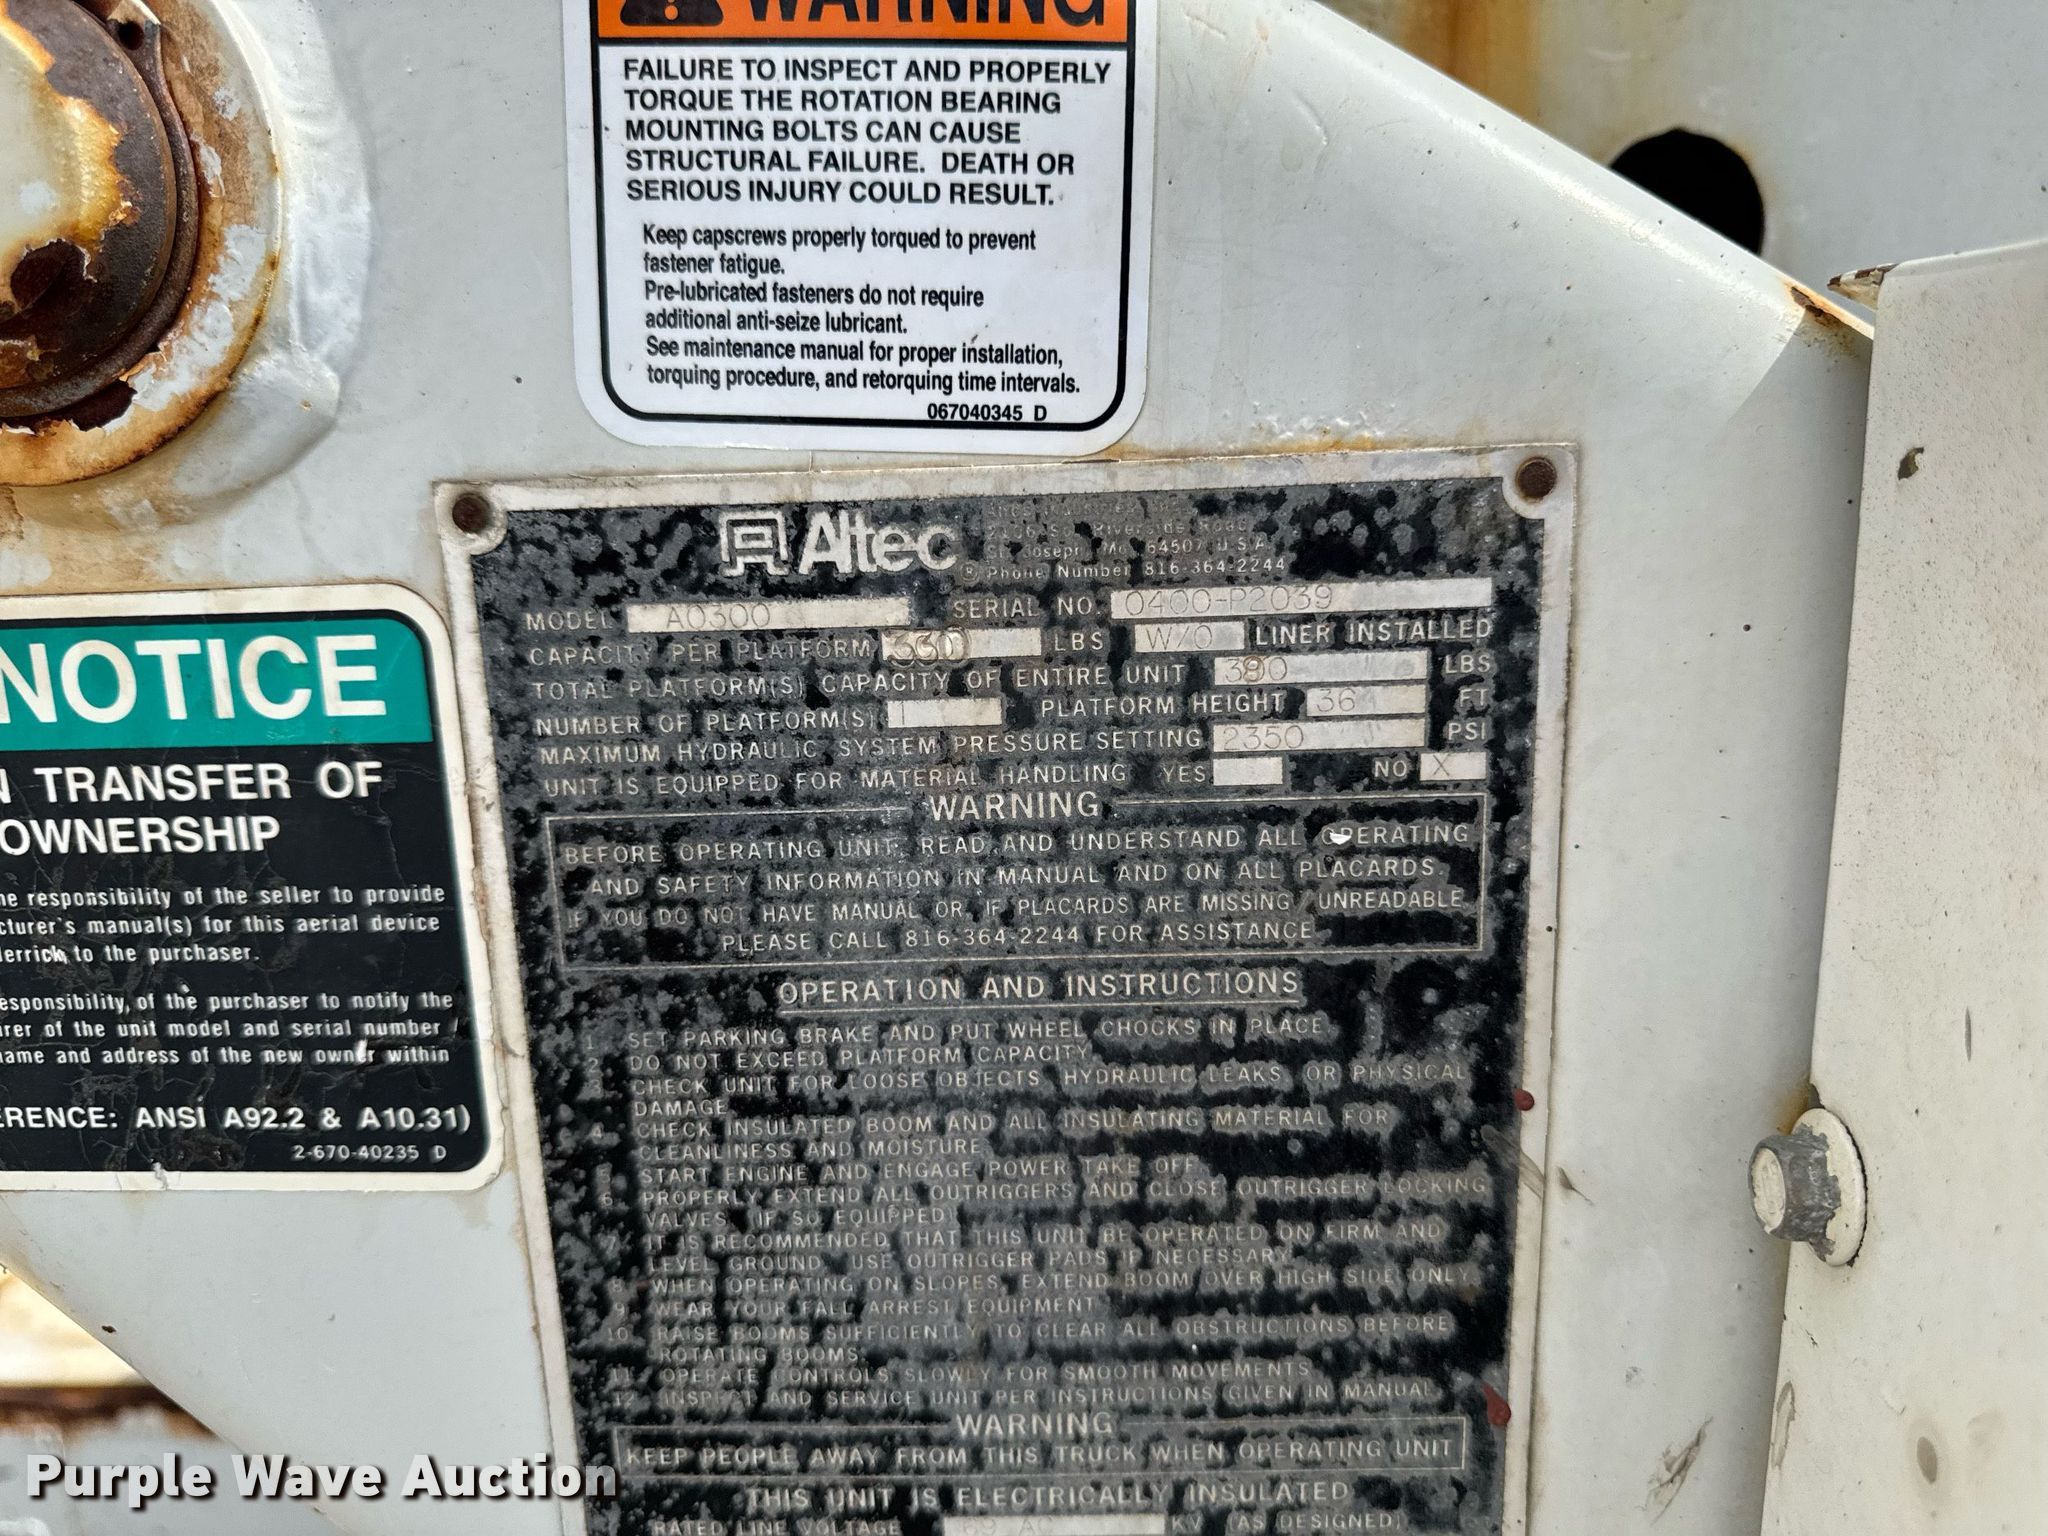 WARNING
FAILURE TO INSPECT AND PROPERLY
TORQUE THE ROTATION BEARING
MOUNTING BOLTS CAN CAUSE
STRUCTURAL FAILURE. DEATH OR
SERIOUS INJURY COULD RESULT.
Keep capscrews properly torqued to prevent
fastener fatigue.
Pre-lubricated fasteners do not require
additional anti-seize lubricant.
See maintenance manual for proper installation,
torquing procedure, and retorquing time intervals.
067040345 D
NOTICE
TRANSFER OF
OWNERSHIP
responsibility of the seller to provide
manual(s) for this aerial device
to the purchaser.
of the purchaser to notify the
of the unit model and serial number
and address of the new owner within
ANSI A92.2 & A10.31)
2-670-40235 D
Altec
Riverside Road
St. Joseph, Mo. 64507 U.S.A.
® Phone Number 816-364-2244
MODEL A0300 SERIAL NO. 0400-P2039
CAPACITY PER PLATFORM LBS W/O LINER INSTALLED
TOTAL PLATFORM(S) CAPACITY OF ENTIRE UNIT LBS
NUMBER OF PLATFORM(S) 1 PLATFORM HEIGHT 36 FT
MAXIMUM HYDRAULIC SYSTEM PRESSURE SETTING 2350 PSI
UNIT IS EQUIPPED FOR MATERIAL HANDLING YES NO X
WARNING
BEFORE OPERATING UNIT, READ AND UNDERSTAND ALL OPERATING
AND SAFETY INFORMATION IN MANUAL AND ON ALL PLACARDS.
IF YOU DO NOT HAVE MANUAL OR IF PLACARDS ARE MISSING/UNREADABLE
PLEASE CALL 816-364-2244 FOR ASSISTANCE
OPERATION AND INSTRUCTIONS
1. SET PARKING BRAKE AND PUT WHEEL CHOCKS IN PLACE.
2. DO NOT EXCEED PLATFORM CAPACITY.
3. CHECK UNIT FOR LOOSE OBJECTS, HYDRAULIC LEAKS, OR PHYSICAL
DAMAGE.
4. CHECK INSULATED BOOM AND ALL INSULATING MATERIAL FOR
CLEANLINESS AND MOISTURE.
5. START ENGINE AND ENGAGE POWER TAKE OFF.
6. PROPERLY EXTEND ALL OUTRIGGERS AND CLOSE OUTRIGGER LOCKING
VALVES. (IF SO EQUIPPED)
7. IT IS RECOMMENDED THAT THIS UNIT BE OPERATED ON FIRM AND
LEVEL GROUND. USE OUTRIGGER PADS IF NECESSARY.
8. WHEN OPERATING ON SLOPES, EXTEND BOOM OVER HIGH SIDE ONLY.
9. WEAR YOUR FALL ARREST EQUIPMENT.
10. RAISE BOOMS SUFFICIENTLY TO CLEAR ALL OBSTRUCTIONS BEFORE
ROTATING BOOMS.
11. OPERATE CONTROLS SLOWLY FOR SMOOTH MOVEMENTS.
12. INSPECT AND SERVICE UNIT PER INSTRUCTIONS GIVEN IN MANUAL.
WARNING
KEEP PEOPLE AWAY FROM THIS TRUCK WHEN OPERATING UNIT
THIS UNIT IS ELECTRICALLY INSULATED
RATED LINE VOLTAGE KV (AS DESIGNED)
Purple Wave Auction